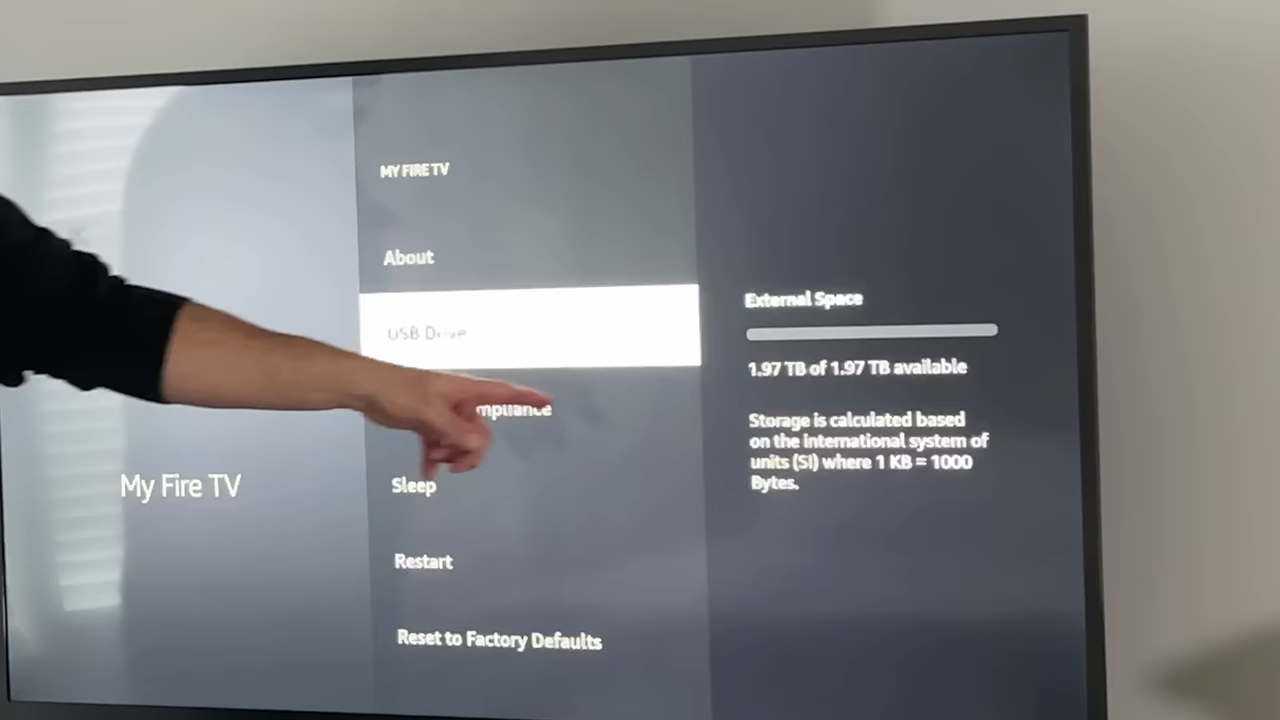 MY FIRE TV
About
USB Drive
Sleep
Restart
Reset to Factory Defaults
My Fire TV
External Space
1.97 TB of 1.97 TB available
Storage is calculated based
on the international system of
units (SI) where 1 KB = 1000
Bytes.